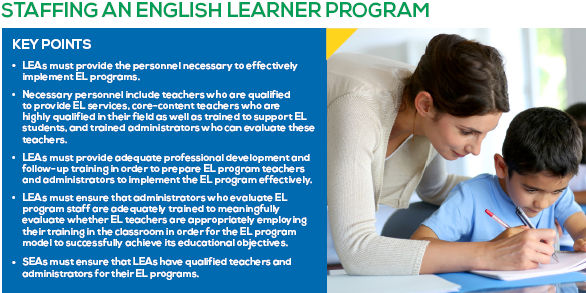 STAFFING AN ENGLISH LEARNER PROGRAM
KEY POINTS
• LEAs must provide the personnel necessary to effectively
implement EL programs.
• Necessary personnel include teachers who are qualified
to provide EL services, core-content teachers who are
highly qualified in their field as well as trained to support EL
students, and trained administrators who can evaluate these
teachers.
• LEAs must provide adequate professional development and
follow-up training in order to prepare EL program teachers
and administrators to implement the EL program effectively.
• LEAs must ensure that administrators who evaluate EL
program staff are adequately trained to meaningfully
evaluate whether EL teachers are appropriately employing
their training in the classroom in order for the EL program
model to successfully achieve its educational objectives.
• SEAs must ensure that LEAs have qualified teachers and
administrators for their EL programs.